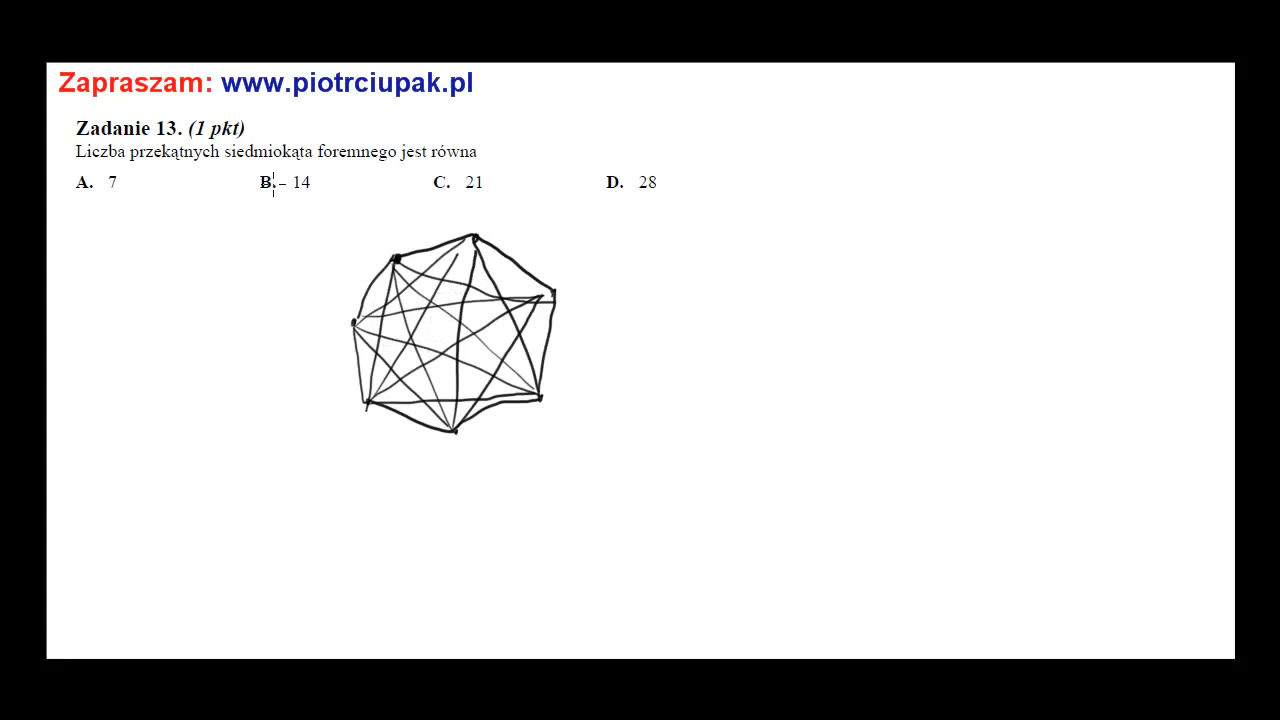 Zapraszam: www.piotrciupak.pl
Zadanie 13. (1 pkt)
Liczba przekątnych siedmiokąta foremnego jest równa
A. 7 B. 14 C. 21 D. 28